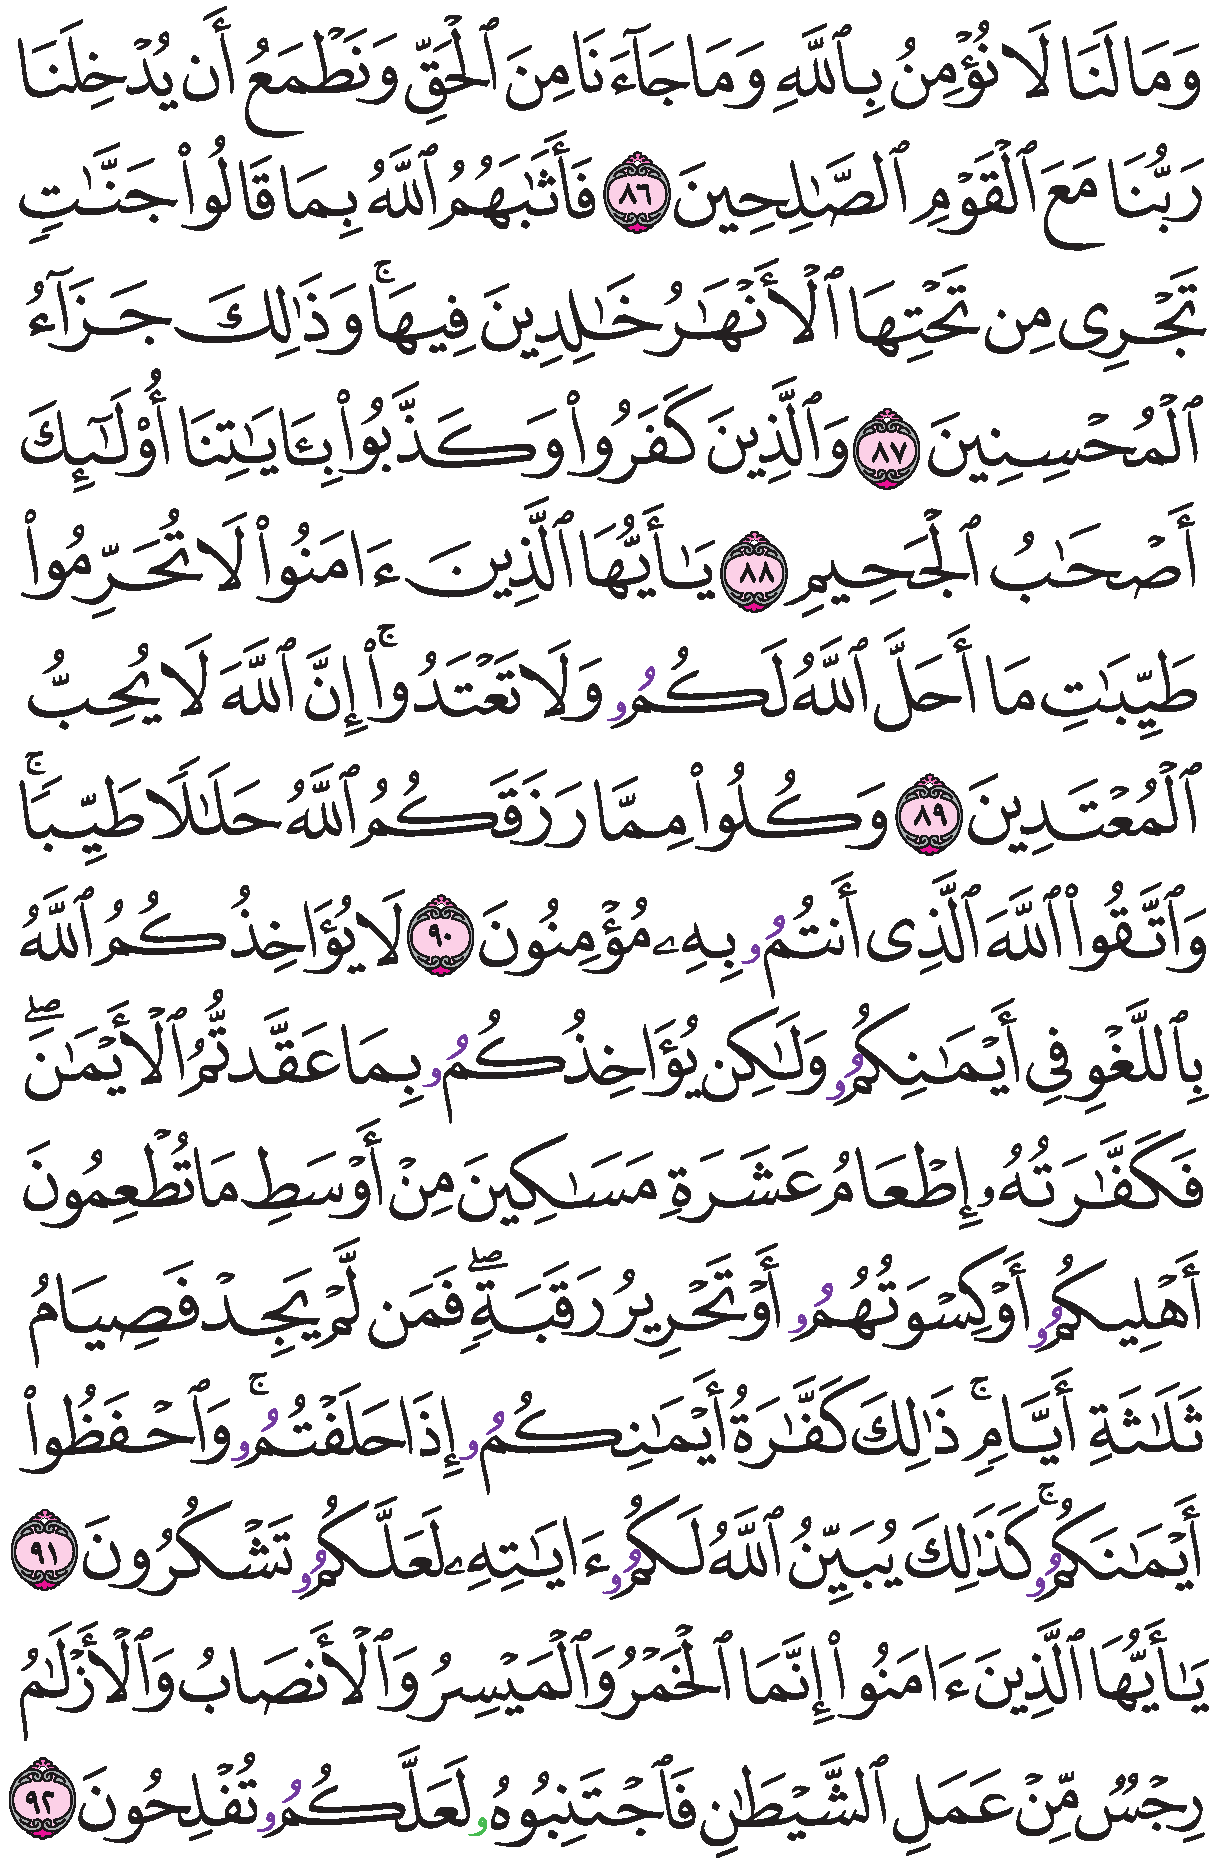 وَمَا لَنَا لَا نُؤْمِنُ بِٱللَّهِ وَمَا جَآءَنَا مِنَ ٱلْحَقِّ وَنَطْمَعُ أَن يُدْخِلَنَا
رَبُّنَا مَعَ ٱلْقَوْمِ ٱلصَّٰلِحِينَ ٨٦ فَأَثَٰبَهُمُ ٱللَّهُ بِمَا قَالُوا۟ جَنَّٰتٍ
تَجْرِى مِن تَحْتِهَا ٱلْأَنْهَٰرُ خَٰلِدِينَ فِيهَا ۚ وَذَٰلِكَ جَزَآءُ
ٱلْمُحْسِنِينَ ٨٧ وَٱلَّذِينَ كَفَرُوا۟ وَكَذَّبُوا۟ بِـَٔايَٰتِنَا أُو۟لَٰٓئِكَ
أَصْحَٰبُ ٱلْجَحِيمِ ٨٨ يَٰٓأَيُّهَا ٱلَّذِينَ ءَامَنُوا۟ لَا تُحَرِّمُوا۟
طَيِّبَٰتِ مَا أَحَلَّ ٱللَّهُ لَكُمُۥ وَلَا تَعْتَدُوا۟ ۚ إِنَّ ٱللَّهَ لَا يُحِبُّ
ٱلْمُعْتَدِينَ ٨٩ وَكُلُوا۟ مِمَّا رَزَقَكُمُ ٱللَّهُ حَلَٰلًا طَيِّبًا ۚ
وَٱتَّقُوا۟ ٱللَّهَ ٱلَّذِى أَنتُمُۥ بِهِۦ مُؤْمِنُونَ ٩٠ لَا يُؤَاخِذُكُمُ ٱللَّهُ
بِٱللَّغْوِ فِى أَيْمَٰنِكُمُۥ وَلَٰكِن يُؤَاخِذُكُمُۥ بِمَا عَقَّدتُّمُ ٱلْأَيْمَٰنَ ۖ
فَكَفَّٰرَتُهُۥ إِطْعَامُ عَشَرَةِ مَسَٰكِينَ مِنْ أَوْسَطِ مَا تُطْعِمُونَ
أَهْلِيكُمُۥ أَوْ كِسْوَتُهُمُۥ أَوْ تَحْرِيرُ رَقَبَةٍ ۖ فَمَن لَّمْ يَجِدْ فَصِيَامُ
ثَلَٰثَةِ أَيَّامٍ ۚ ذَٰلِكَ كَفَّٰرَةُ أَيْمَٰنِكُمُۥ إِذَا حَلَفْتُمُۥ ۚ وَٱحْفَظُوا۟
أَيْمَٰنَكُمُۥ ۚ كَذَٰلِكَ يُبَيِّنُ ٱللَّهُ لَكُمُۥ ءَايَٰتِهِۦ لَعَلَّكُمُۥ تَشْكُرُونَ ٩١
يَٰأَيُّهَا ٱلَّذِينَ ءَامَنُوا۟ إِنَّمَا ٱلْخَمْرُ وَٱلْمَيْسِرُ وَٱلْأَنصَابُ وَٱلْأَزْلَٰمُ
رِجْسٌ مِّنْ عَمَلِ ٱلشَّيْطَٰنِ فَٱجْتَنِبُوهُۥ لَعَلَّكُمُۥ تُفْلِحُونَ ٩٢